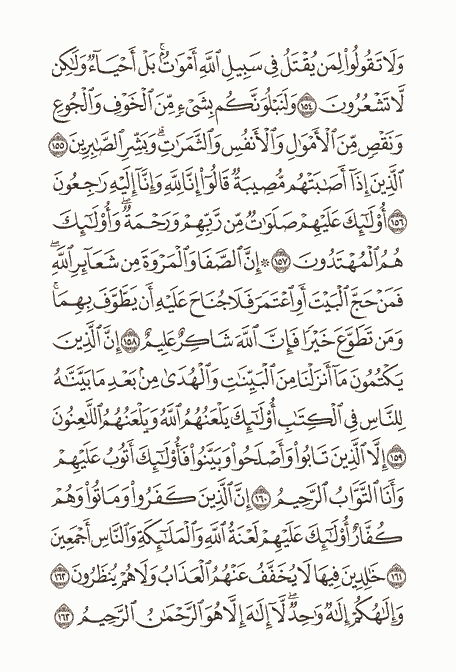 وَلَا تَقُولُوا۟ لِمَن يُقْتَلُ فِى سَبِيلِ ٱللَّهِ أَمْوَٰتٌۢ ۚ بَلْ أَحْيَآءٌ وَلَـٰكِن
لَّا تَشْعُرُونَ ١٥٤ وَلَنَبْلُوَنَّكُم بِشَىْءٍ مِّنَ ٱلْخَوْفِ وَٱلْجُوعِ
وَنَقْصٍ مِّنَ ٱلْأَمْوَٰلِ وَٱلْأَنفُسِ وَٱلثَّمَرَٰتِ ۗ وَبَشِّرِ ٱلصَّـٰبِرِينَ ١٥٥
ٱلَّذِينَ إِذَآ أَصَـٰبَتْهُم مُّصِيبَةٌ قَالُوٓا۟ إِنَّا لِلَّهِ وَإِنَّآ إِلَيْهِ رَٰجِعُونَ
١٥٦ أُو۟لَـٰٓئِكَ عَلَيْهِمْ صَلَوَٰتٌ مِّن رَّبِّهِمْ وَرَحْمَةٌ ۖ وَأُو۟لَـٰٓئِكَ
هُمُ ٱلْمُهْتَدُونَ ١٥٧ ۞ إِنَّ ٱلصَّفَا وَٱلْمَرْوَةَ مِن شَعَآئِرِ ٱللَّهِ ۖ
فَمَنْ حَجَّ ٱلْبَيْتَ أَوِ ٱعْتَمَرَ فَلَا جُنَاحَ عَلَيْهِ أَن يَطَّوَّفَ بِهِمَا ۚ
وَمَن تَطَوَّعَ خَيْرًا فَإِنَّ ٱللَّهَ شَاكِرٌ عَلِيمٌ ١٥٨ إِنَّ ٱلَّذِينَ
يَكْتُمُونَ مَآ أَنزَلْنَا مِنَ ٱلْبَيِّنَـٰتِ وَٱلْهُدَىٰ مِنۢ بَعْدِ مَا بَيَّنَّـٰهُ
لِلنَّاسِ فِى ٱلْكِتَـٰبِ أُو۟لَـٰٓئِكَ يَلْعَنُهُمُ ٱللَّهُ وَيَلْعَنُهُمُ ٱللَّـٰعِنُونَ
١٥٩ إِلَّا ٱلَّذِينَ تَابُوا۟ وَأَصْلَحُوا۟ وَبَيَّنُوا۟ فَأُو۟لَـٰٓئِكَ أَتُوبُ عَلَيْهِمْ
وَأَنَا ٱلتَّوَّابُ ٱلرَّحِيمُ ١٦٠ إِنَّ ٱلَّذِينَ كَفَرُوا۟ وَمَاتُوا۟ وَهُمْ
كُفَّارٌ أُو۟لَـٰٓئِكَ عَلَيْهِمْ لَعْنَةُ ٱللَّهِ وَٱلْمَلَـٰٓئِكَةِ وَٱلنَّاسِ أَجْمَعِينَ
١٦١ خَـٰلِدِينَ فِيهَا لَا يُخَفَّفُ عَنْهُمُ ٱلْعَذَابُ وَلَا هُمْ يُنظَرُونَ ١٦٢
وَإِلَـٰهُكُمْ إِلَـٰهٌ وَٰحِدٌ ۖ لَّآ إِلَـٰهَ إِلَّا هُوَ ٱلرَّحْمَـٰنُ ٱلرَّحِيمُ ١٦٣